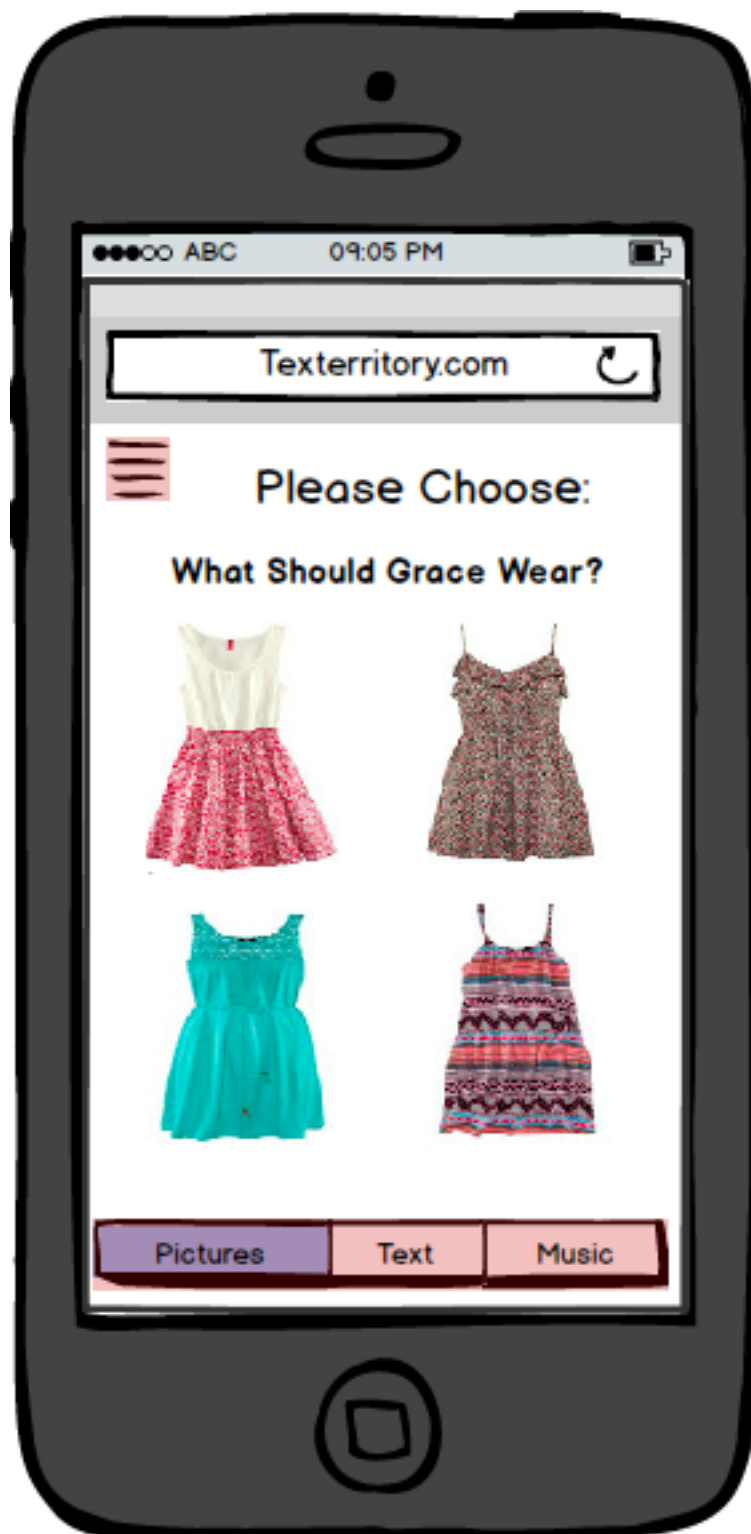 ABC 09:05 PM
Texterritory.com
Please Choose:
What Should Grace Wear?
Pictures Text Music